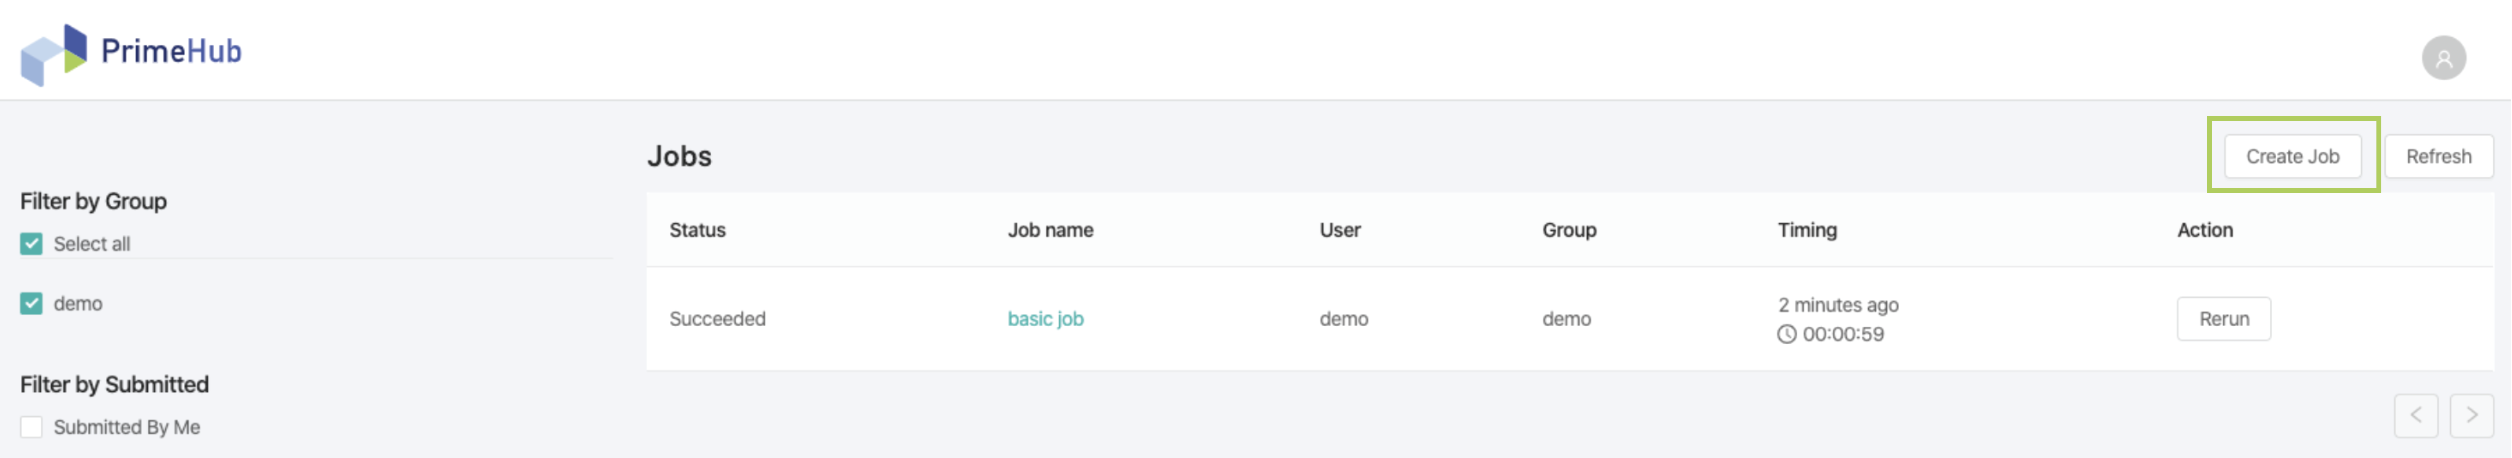 PrimeHub
Jobs
Create Job
Refresh
Filter by Group
Select all
demo
Filter by Submitted
Submitted By Me
Status Job name User Group Timing Action
Succeeded basic job demo demo 2 minutes ago Rerun
00:00:59